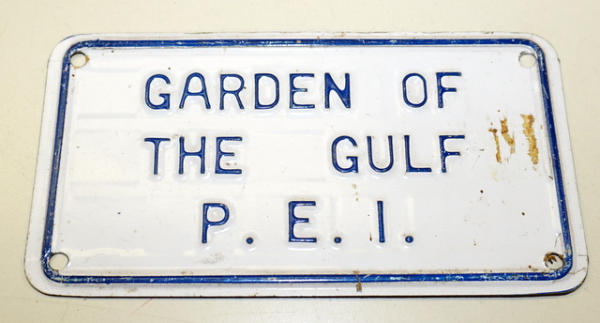 GARDEN OF
THE GULF
P. E. I.